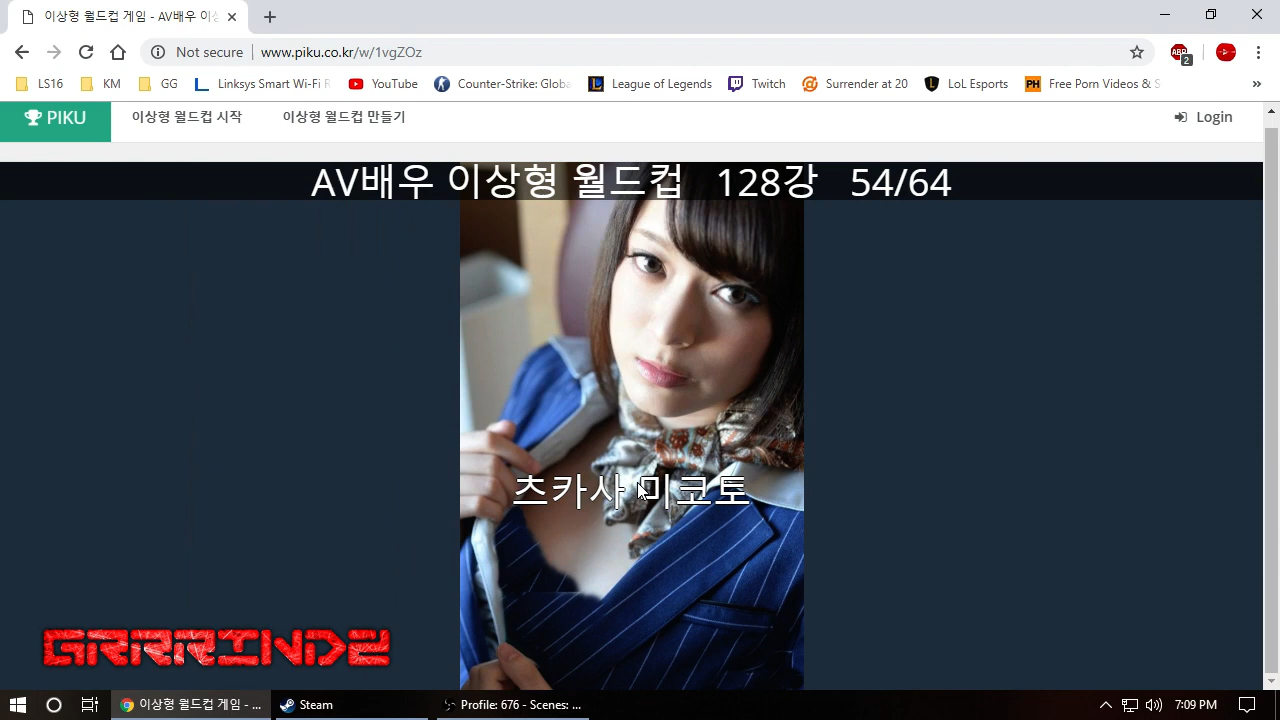 이상형 월드컵 게임 - AV배우 이상
Not secure
www.piku.co.kr/w/1vgZOz
ABP
2
LS16
KM
GG
Linksys Smart Wi-Fi R
YouTube
Counter-Strike: Globa
League of Legends
Twitch
Surrender at 20
LoL Esports
PH
Free Porn Videos & S
»
PIKU
이상형 월드컵 시작
이상형 월드컵 만들기
Login
AV배우 이상형 월드컵 128강 54/64
츠카사 미코토
GRRRINDE
이상형 월드컵 게임 - ...
Steam
Profile: 676 - Scenes: ...
7:09 PM